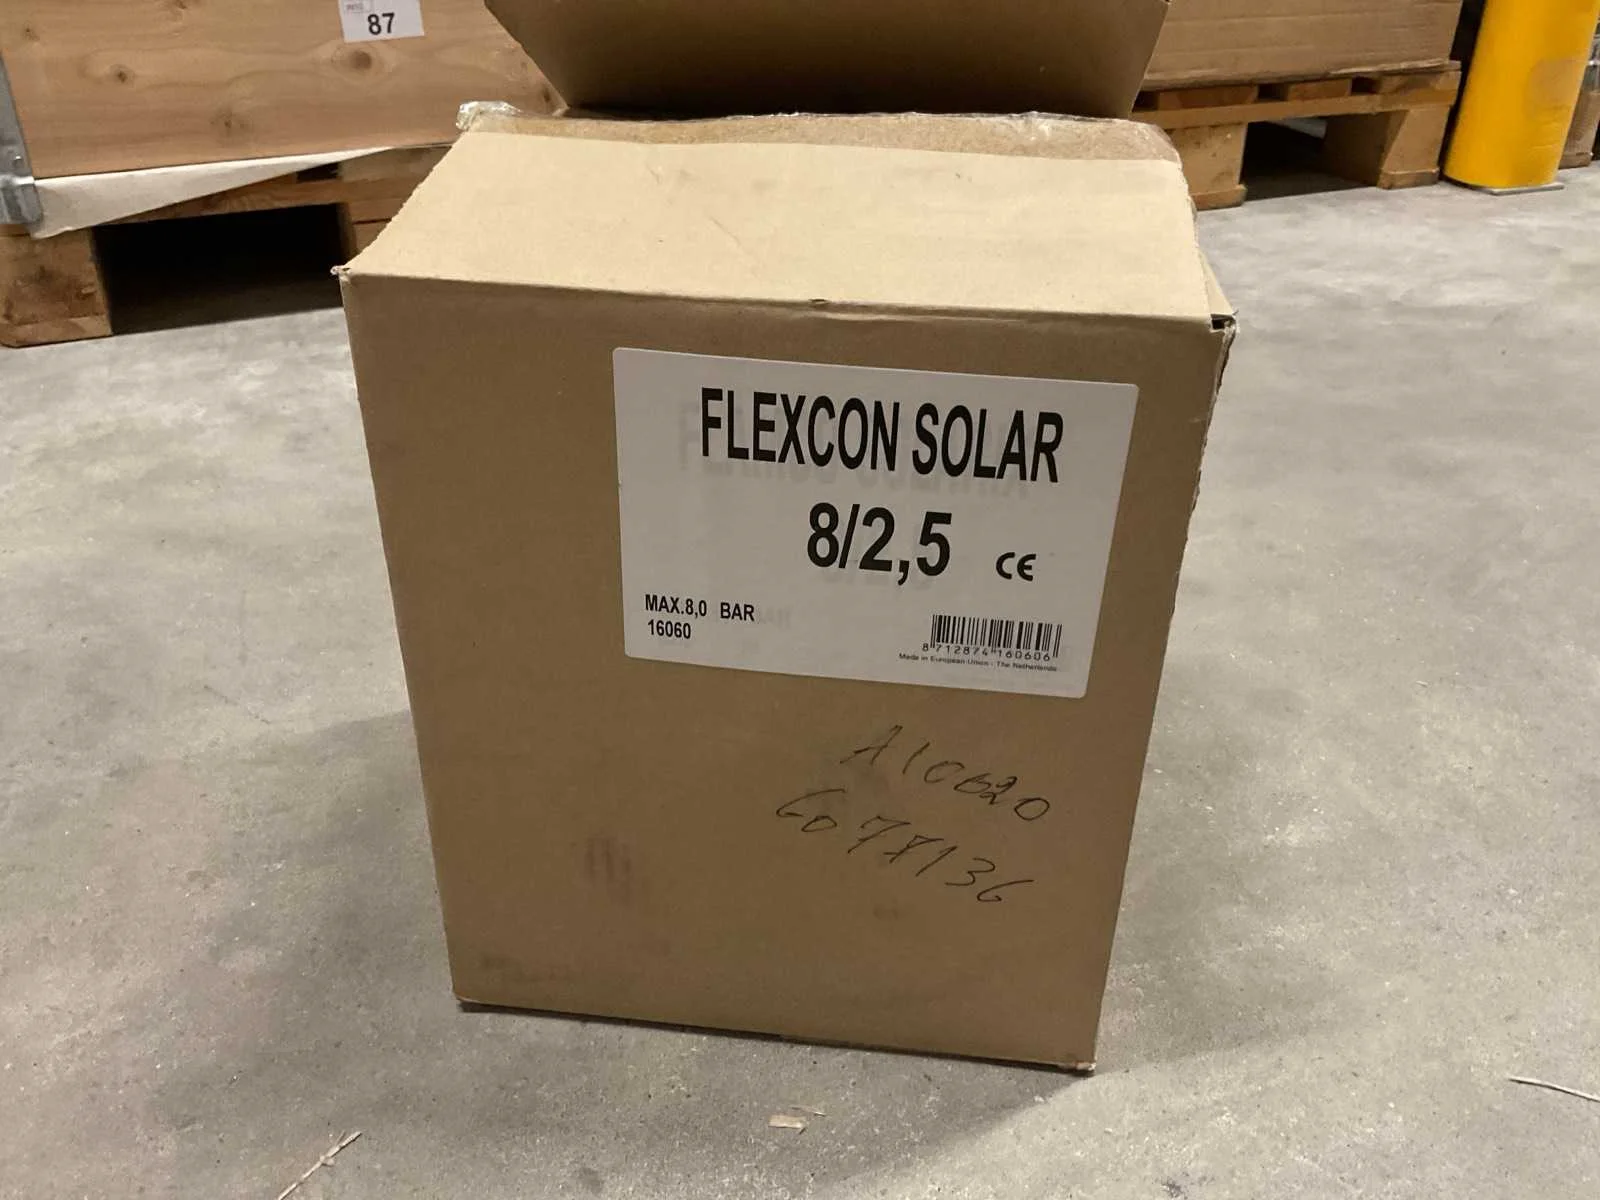 87
FLEXCON SOLAR
8/2,5 CE
MAX.8,0 BAR
16060
8 712874 160606
Made in European Union - The Netherlands
A10620
6077136